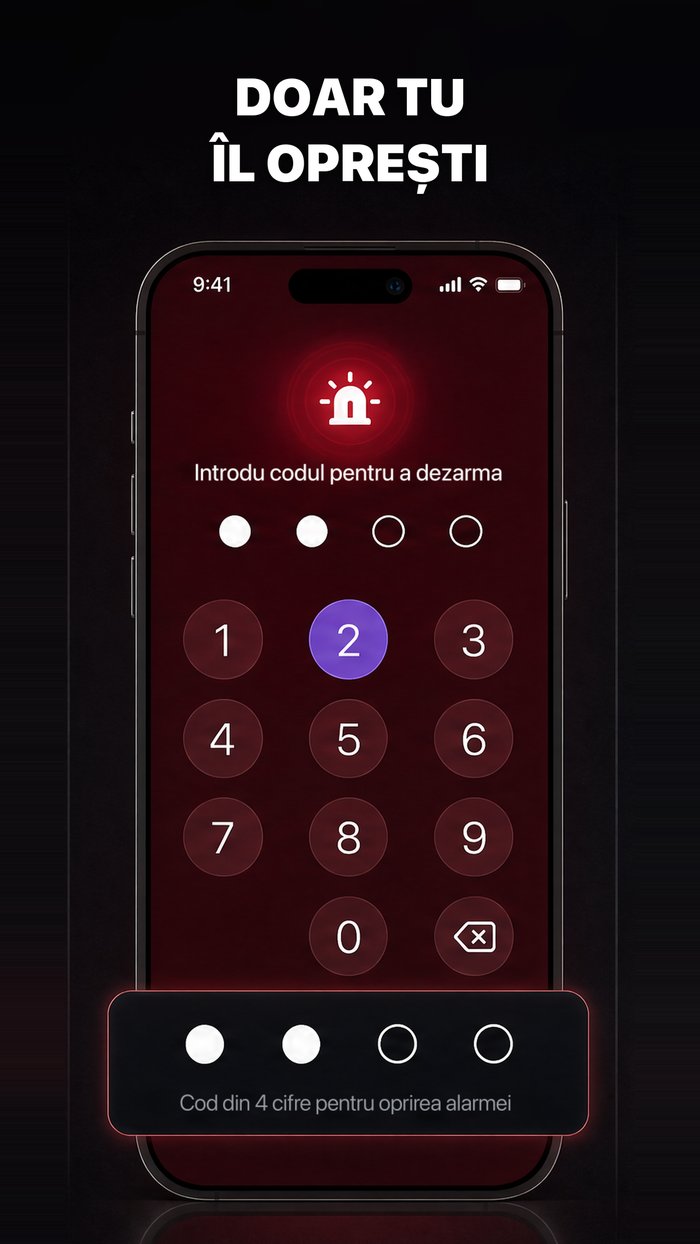 DOAR TU
ÎL OPREȘTI
9:41
Introdu codul pentru a dezarma
1 2 3
4 5 6
7 8 9
0
Cod din 4 cifre pentru oprirea alarmei